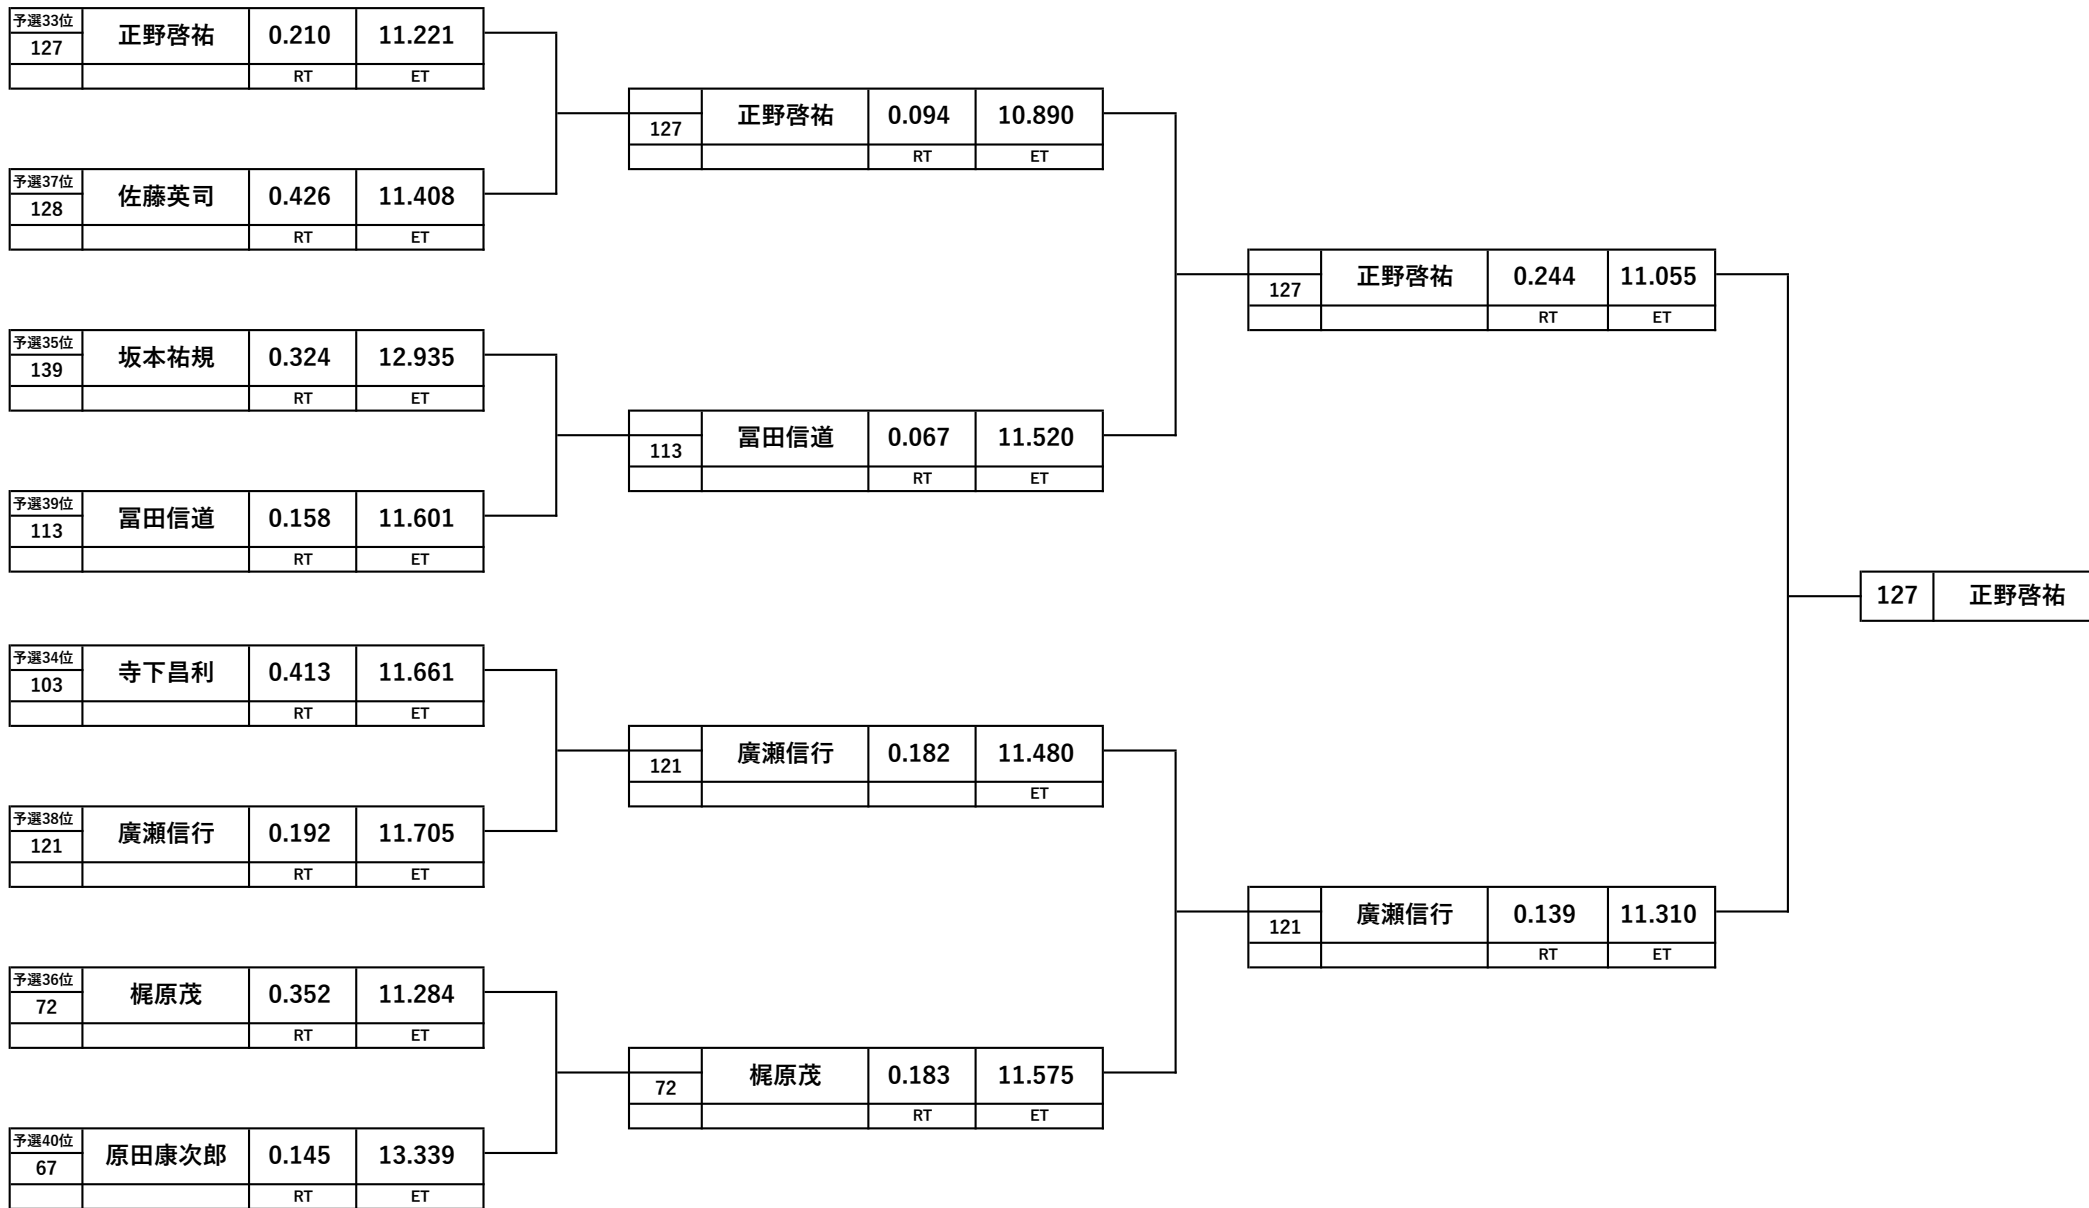 予選33位
127 正野啓祐 0.210 11.221
RT ET
予選37位
128 佐藤英司 0.426 11.408
RT ET
予選35位
139 坂本祐規 0.324 12.935
RT ET
予選39位
113 冨田信道 0.158 11.601
RT ET
予選34位
103 寺下昌利 0.413 11.661
RT ET
予選38位
121 廣瀬信行 0.192 11.705
RT ET
予選36位
72 梶原茂 0.352 11.284
RT ET
予選40位
67 原田康次郎 0.145 13.339
RT ET
127 正野啓祐 0.094 10.890
RT ET
113 冨田信道 0.067 11.520
RT ET
121 廣瀬信行 0.182 11.480
ET
72 梶原茂 0.183 11.575
RT ET
127 正野啓祐 0.244 11.055
RT ET
121 廣瀬信行 0.139 11.310
RT ET
127 正野啓祐